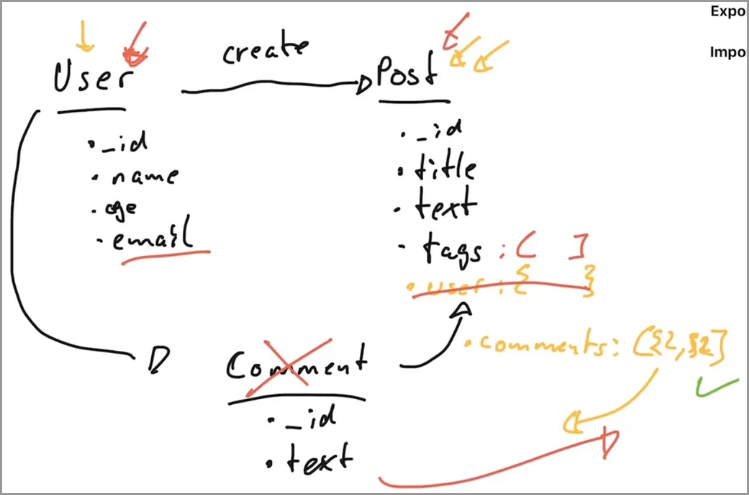 Expo
Impo
User
create
Post
._id
. name
. age
. email
._id
. title
. text
. tags : [ ]
. user : { }
. comments: [{},{}]
Comment
._id
. text